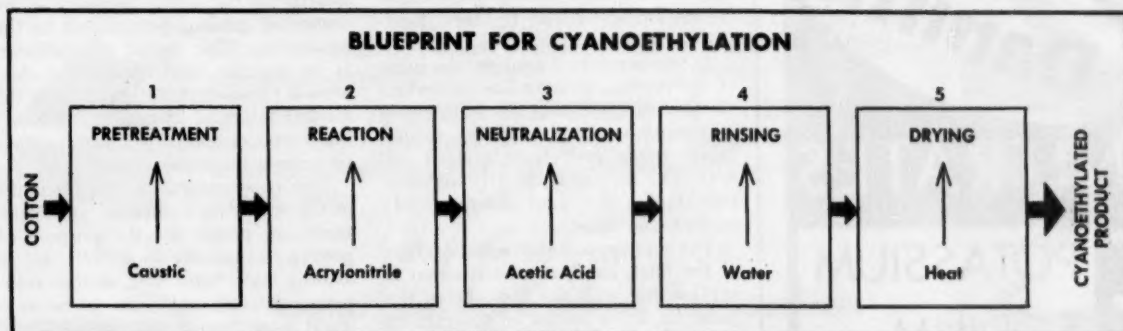 BLUEPRINT FOR CYANOETHYLATION
COTTON
1
PRETREATMENT
Caustic
2
REACTION
Acrylonitrile
3
NEUTRALIZATION
Acetic Acid
4
RINSING
Water
5
DRYING
Heat
CYANOETHYLATED
PRODUCT